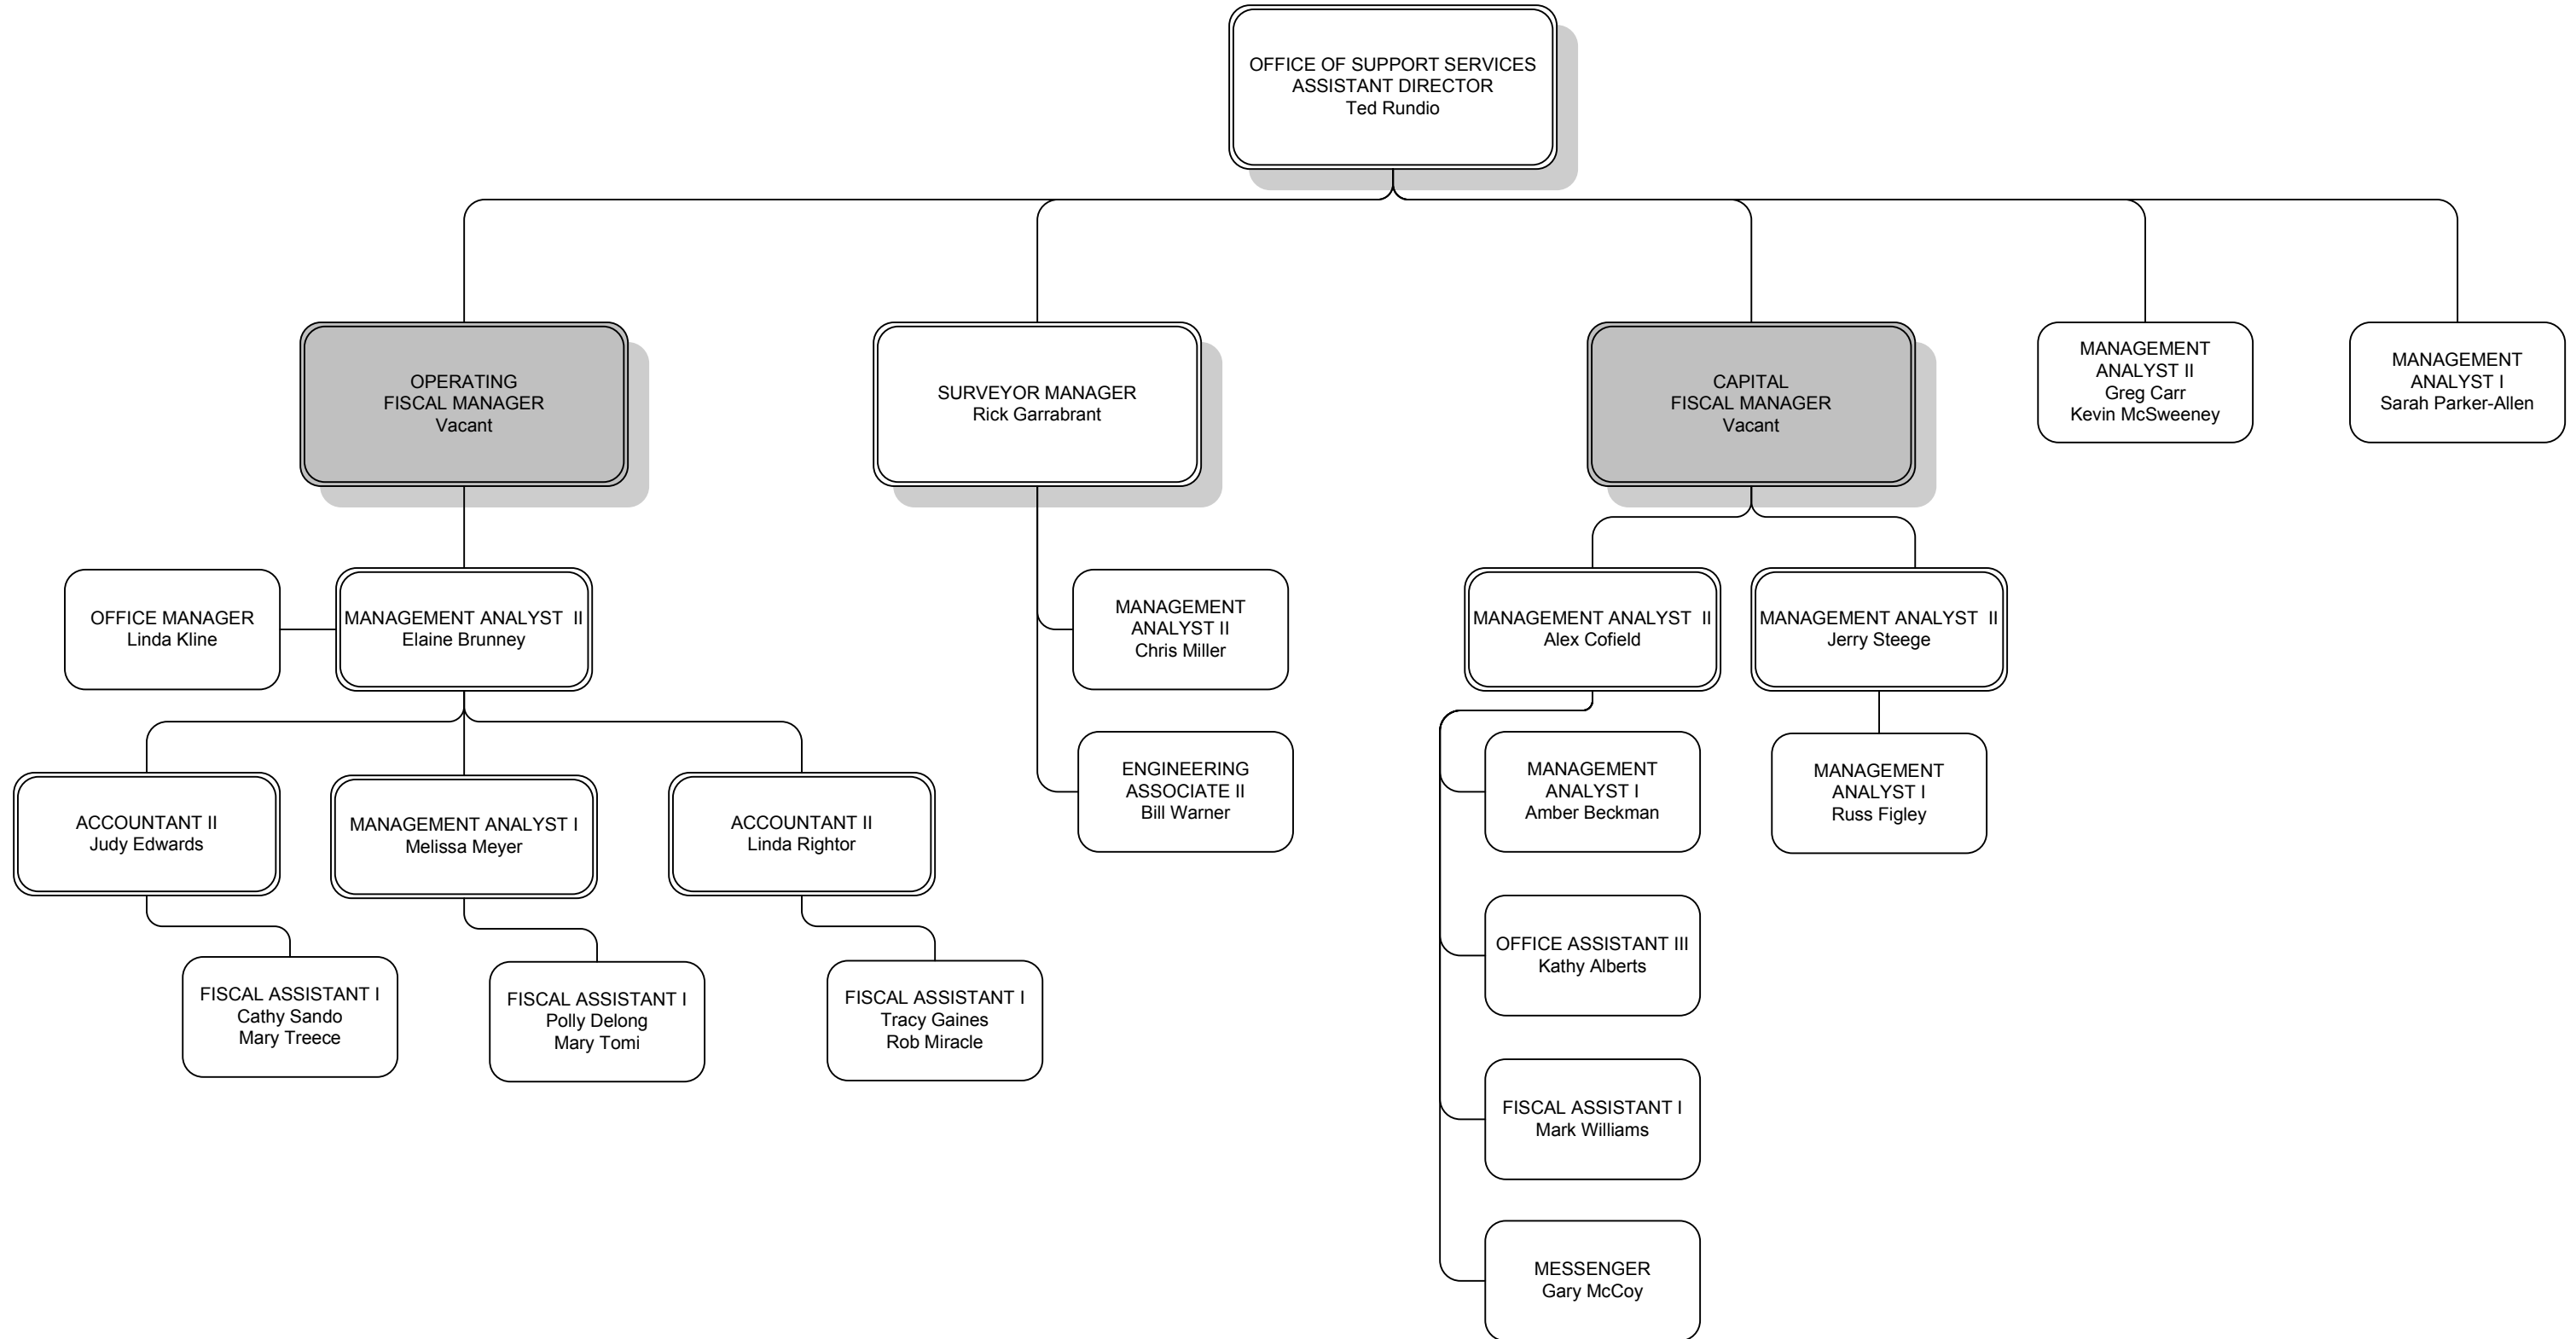 OFFICE OF SUPPORT SERVICES
ASSISTANT DIRECTOR
Ted Rundio
OPERATING
FISCAL MANAGER
Vacant
SURVEYOR MANAGER
Rick Garrabrant
CAPITAL
FISCAL MANAGER
Vacant
MANAGEMENT
ANALYST II
Greg Carr
Kevin McSweeney
MANAGEMENT
ANALYST I
Sarah Parker-Allen
OFFICE MANAGER
Linda Kline
MANAGEMENT ANALYST  II
Elaine Brunney
MANAGEMENT
ANALYST II
Chris Miller
MANAGEMENT ANALYST  II
Alex Cofield
MANAGEMENT ANALYST  II
Jerry Steege
ACCOUNTANT II
Judy Edwards
MANAGEMENT ANALYST I
Melissa Meyer
ACCOUNTANT II
Linda Rightor
ENGINEERING
ASSOCIATE II
Bill Warner
MANAGEMENT
ANALYST I
Amber Beckman
MANAGEMENT
ANALYST I
Russ Figley
FISCAL ASSISTANT I
Cathy Sando
Mary Treece
FISCAL ASSISTANT I
Polly Delong
Mary Tomi
FISCAL ASSISTANT I
Tracy Gaines
Rob Miracle
OFFICE ASSISTANT III
Kathy Alberts
FISCAL ASSISTANT I
Mark Williams
MESSENGER
Gary McCoy